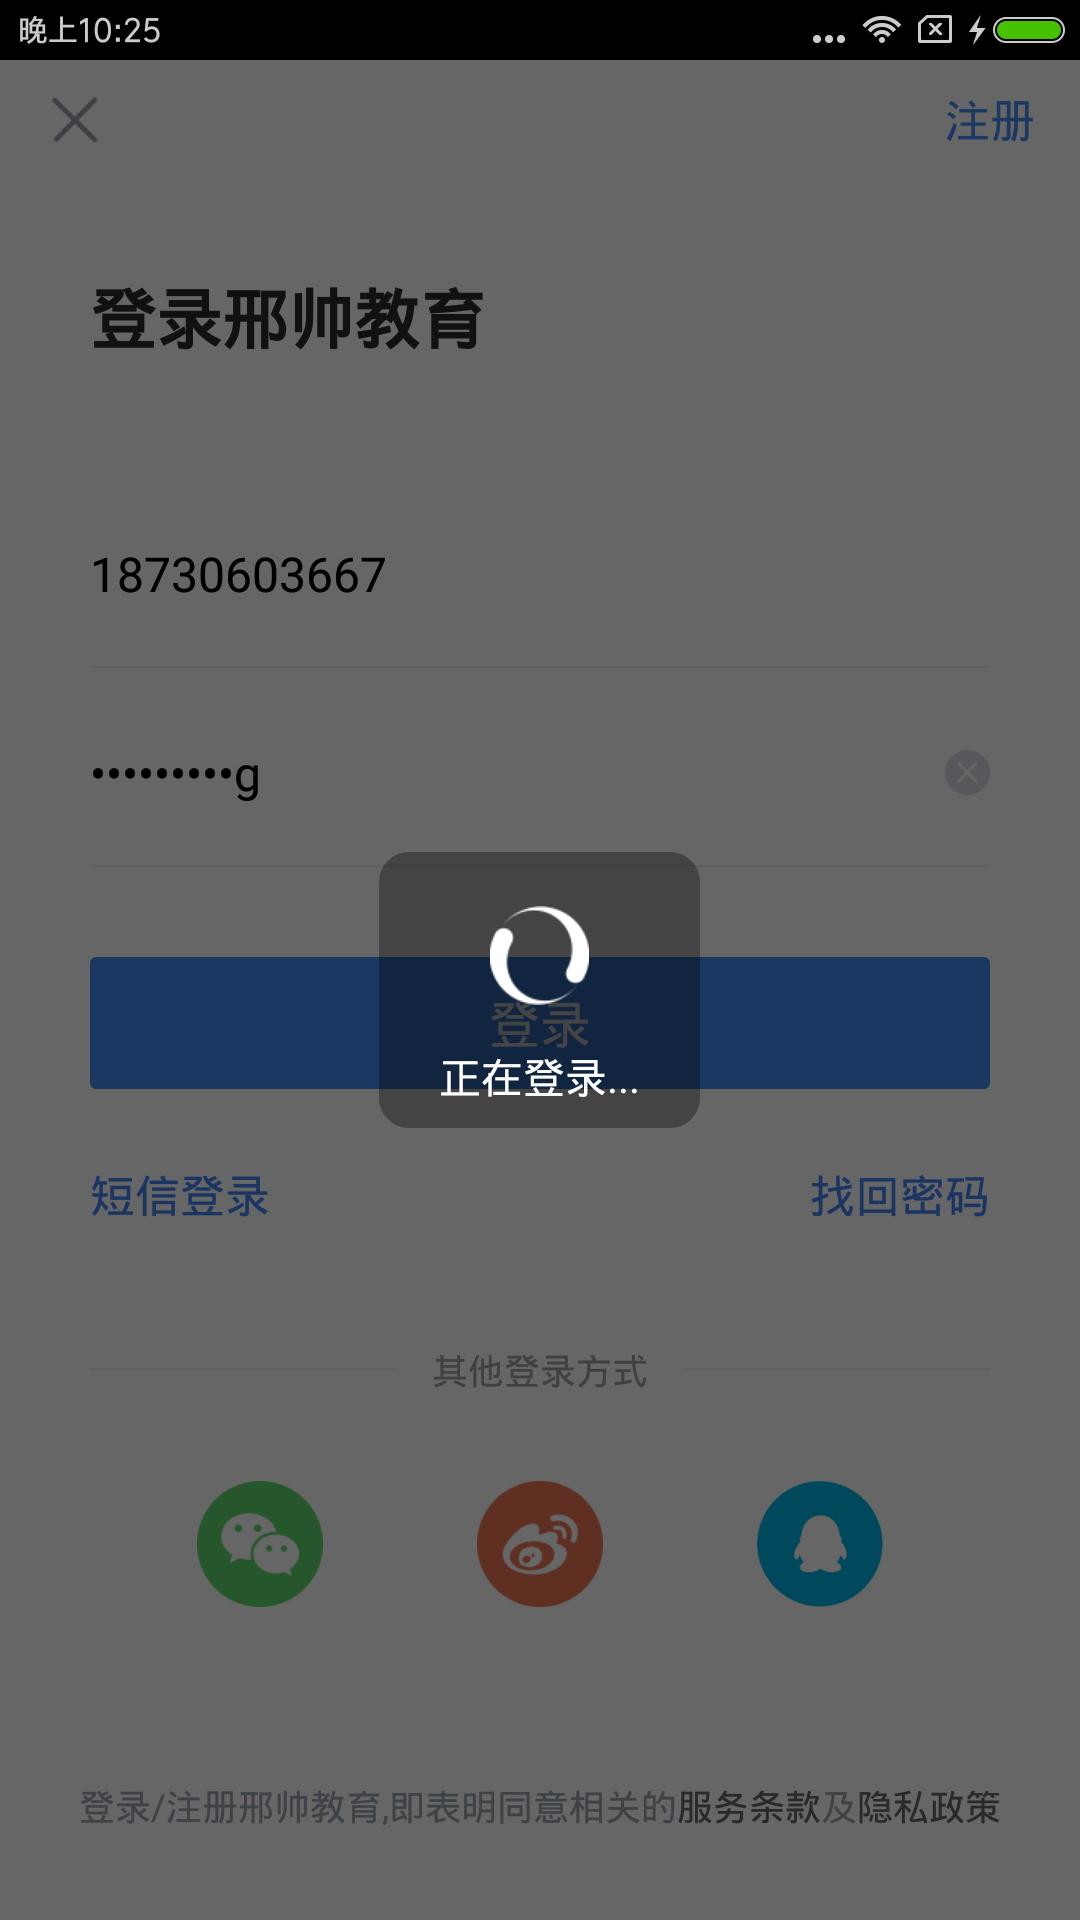 晚上10:25
注册
登录邢帅教育
18730603667
•••••••••g
登录
正在登录...
短信登录
找回密码
其他登录方式
登录/注册邢帅教育,即表明同意相关的服务条款及隐私政策